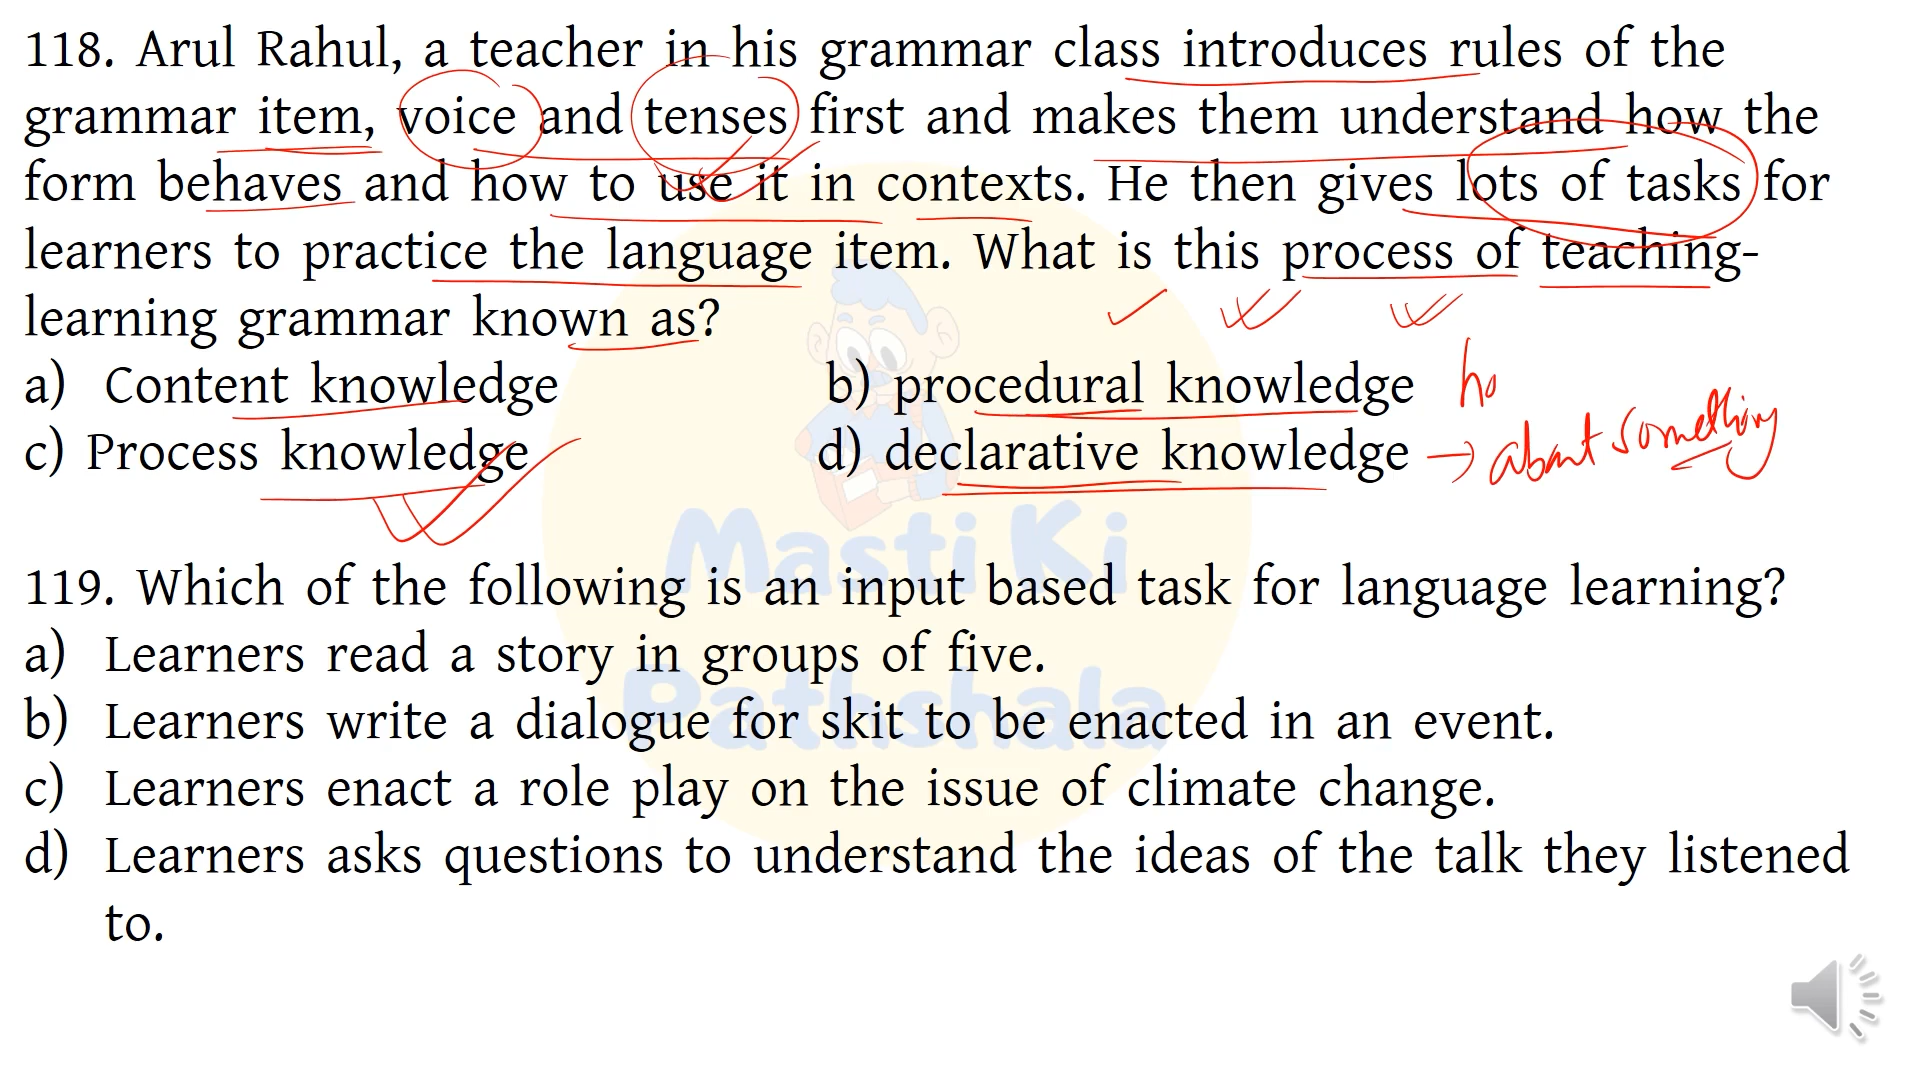 118. Arul Rahul, a teacher in his grammar class introduces rules of the
grammar item, voice and tenses first and makes them understand how the
form behaves and how to use it in contexts. He then gives lots of tasks for
learners to practice the language item. What is this process of teaching-
learning grammar known as?
a) Content knowledge b) procedural knowledge ho
c) Process knowledge d) declarative knowledge → about something
119. Which of the following is an input based task for language learning?
a) Learners read a story in groups of five.
b) Learners write a dialogue for skit to be enacted in an event.
c) Learners enact a role play on the issue of climate change.
d) Learners asks questions to understand the ideas of the talk they listened
to.
Masti Ki
Pathshala